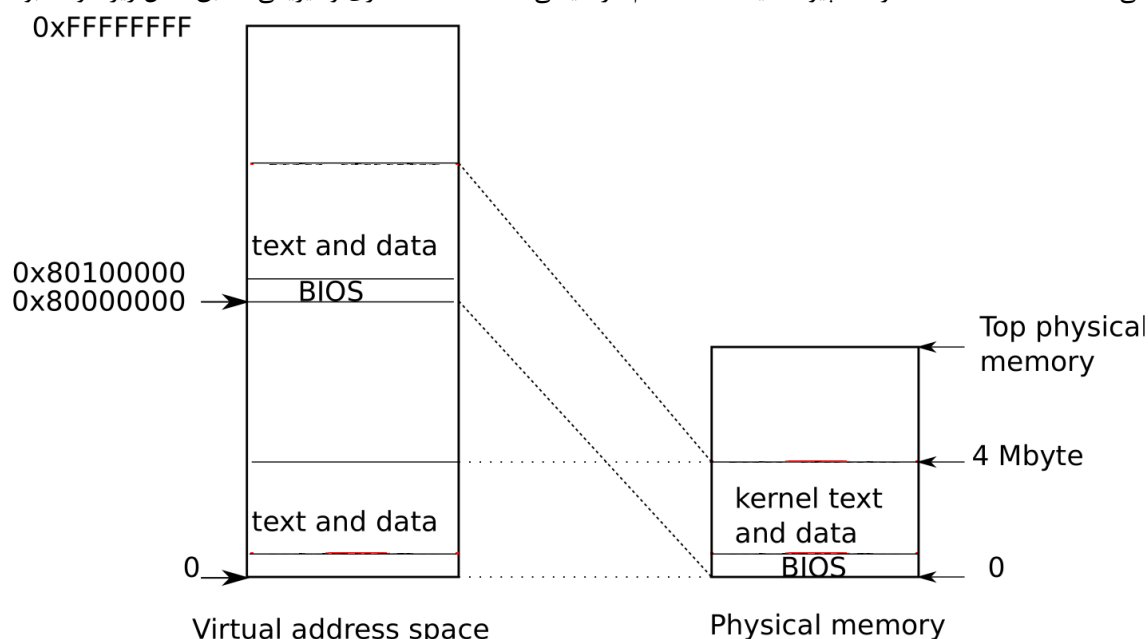 0xFFFFFFFF
text and data
0x80100000
BIOS
0x80000000
Top physical
memory
4 Mbyte
kernel text
and data
text and data
BIOS
0
0
Virtual address space
Physical memory